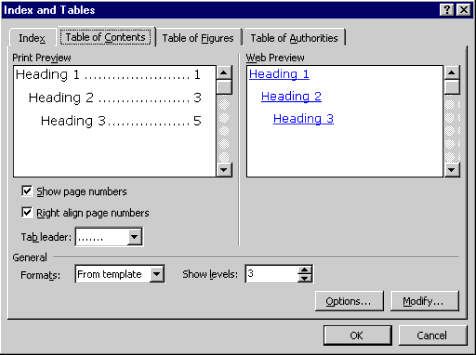 Index and Tables
Index
Table of Contents
Table of Figures
Table of Authorities
Print Preview
Heading 1 ...................... 1
Heading 2 ................. 3
Heading 3.............. 5
Web Preview
Heading 1
Heading 2
Heading 3
Show page numbers
Right align page numbers
Tab leader: .......
General
Formats: From template
Show levels: 3
Options...
Modify...
OK
Cancel